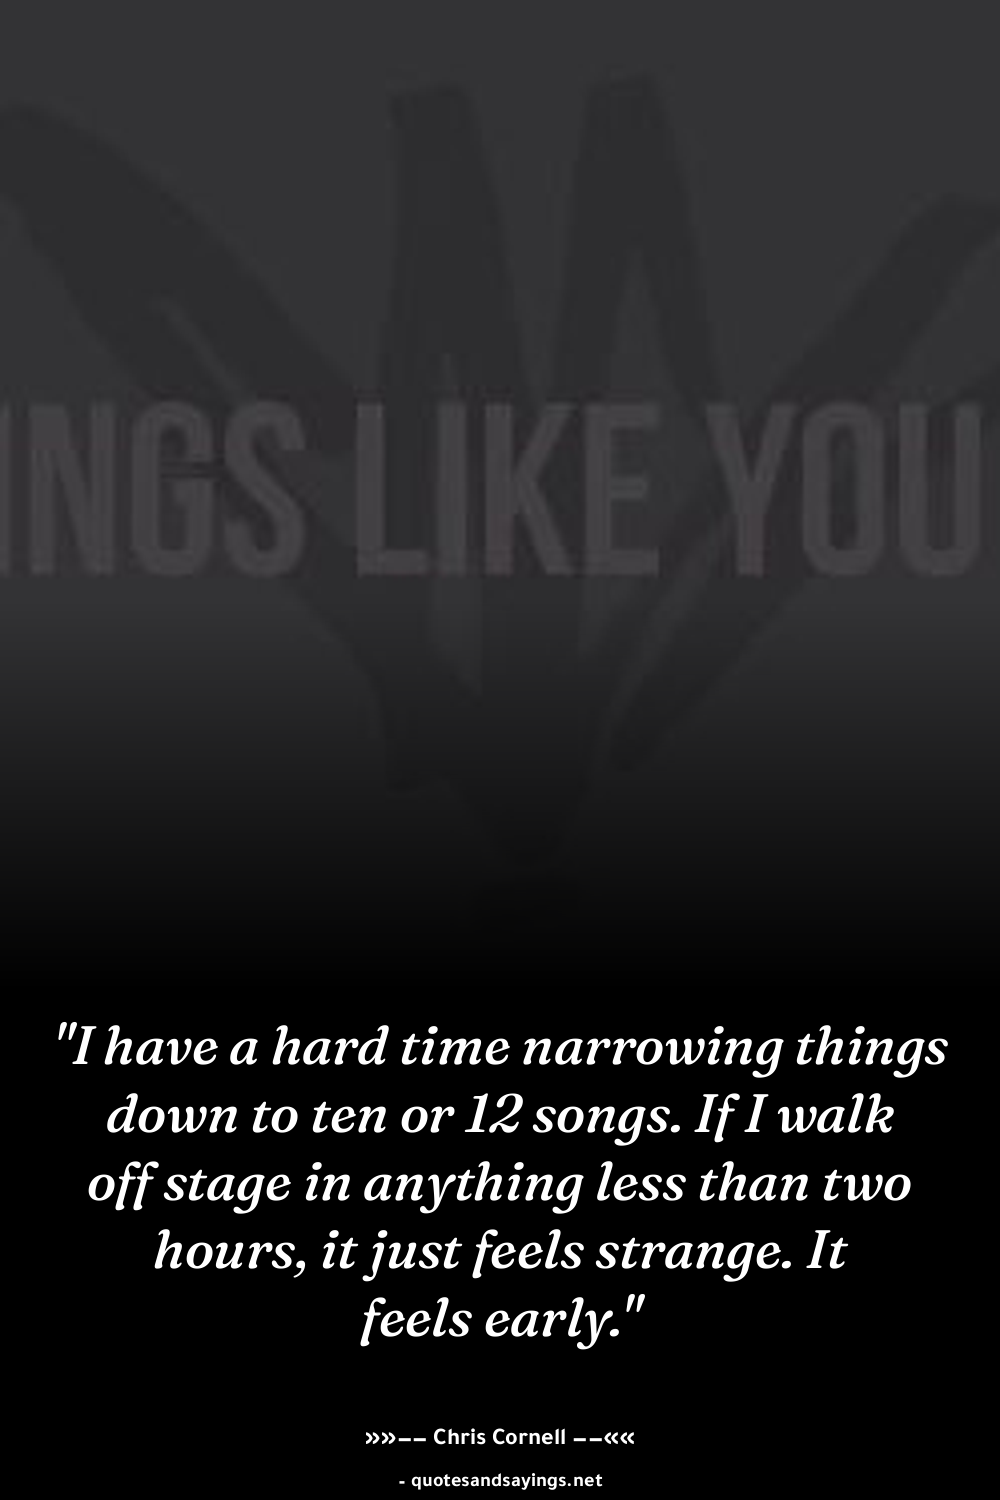 INGS LIKE YOU
"I have a hard time narrowing things
down to ten or 12 songs. If I walk
off stage in anything less than two
hours, it just feels strange. It
feels early."
»»−− Chris Cornell −−««
- quotesandsayings.net